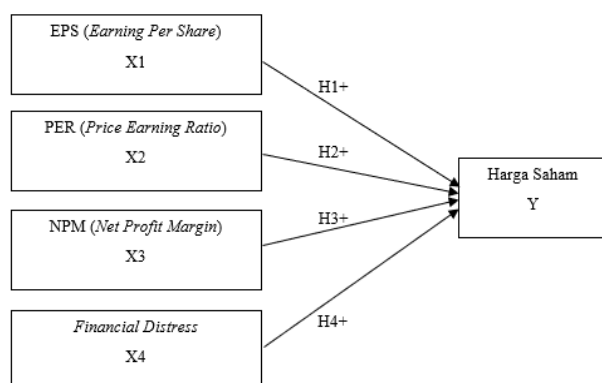 EPS (Earning Per Share)
X1
H1+
PER (Price Earning Ratio)
X2
H2+
Harga Saham
Y
NPM (Net Profit Margin)
X3
H3+
Financial Distress
X4
H4+